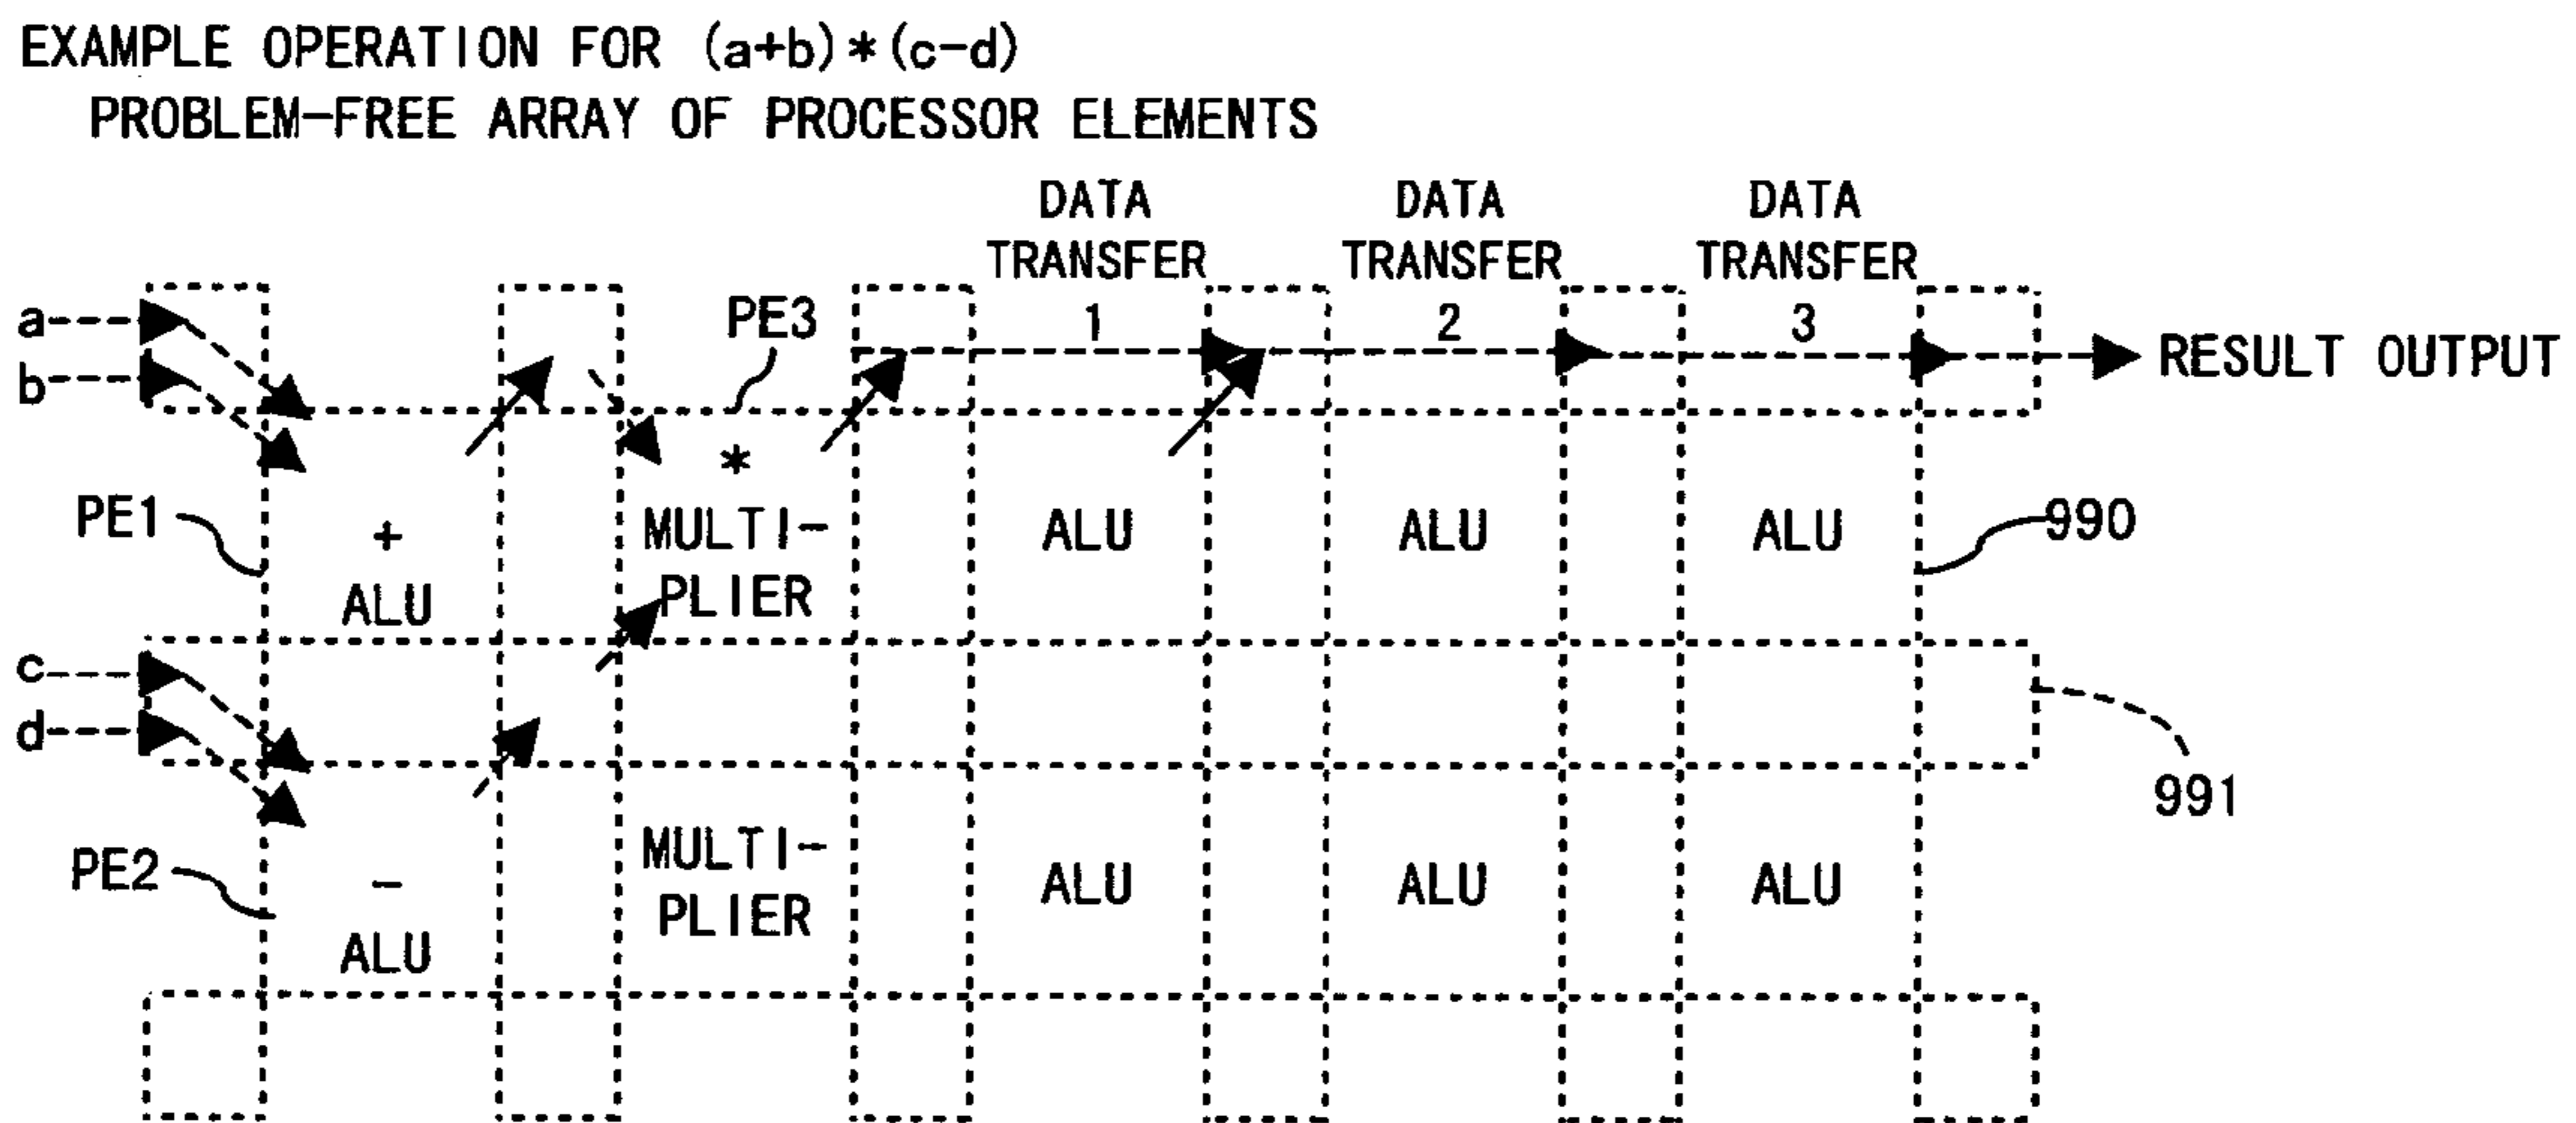 EXAMPLE OPERATION FOR (a+b)*(c-d)
PROBLEM-FREE ARRAY OF PROCESSOR ELEMENTS
DATA TRANSFER 1
DATA TRANSFER 2
DATA TRANSFER 3
a
b
PE3
RESULT OUTPUT
PE1
+
ALU
*
MULTI-
PLIER
ALU
ALU
ALU
990
c
d
991
PE2
-
ALU
MULTI-
PLIER
ALU
ALU
ALU